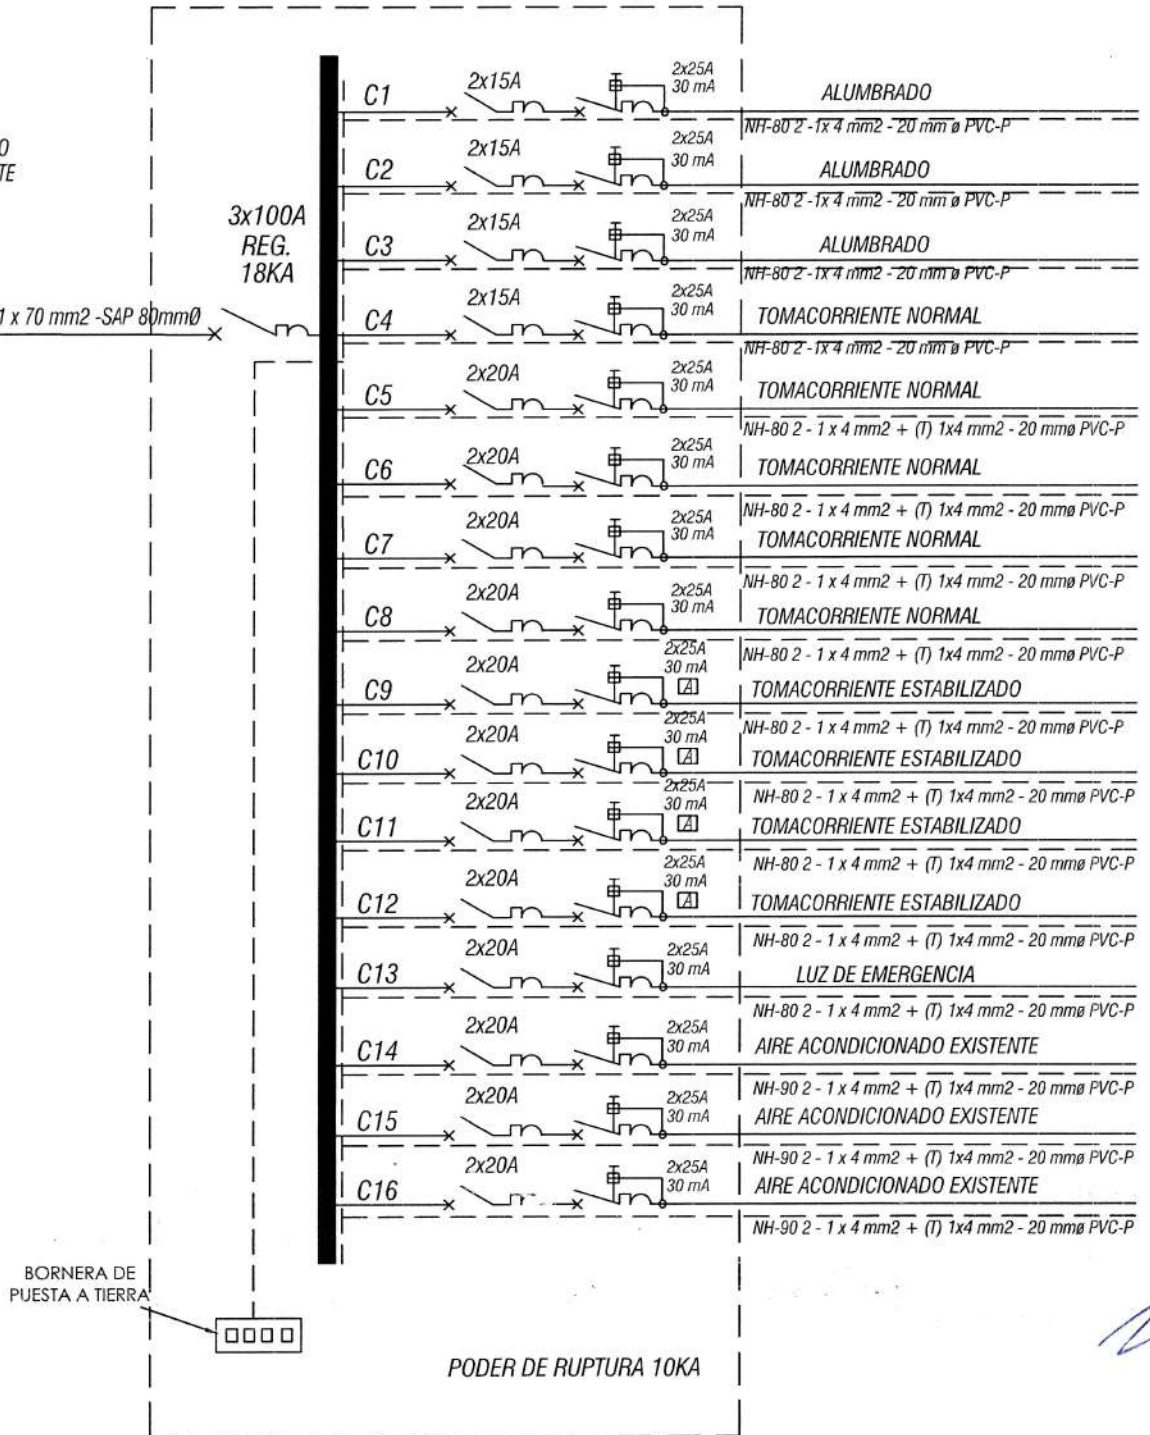 C1 2x15A 2x25A 30 mA ALUMBRADO
NH-80 2 -1x 4 mm2 - 20 mm ø PVC-P
C2 2x15A 2x25A 30 mA ALUMBRADO
NH-80 2 -1x 4 mm2 - 20 mm ø PVC-P
C3 2x15A 2x25A 30 mA ALUMBRADO
NH-80 2 -1x 4 mm2 - 20 mm ø PVC-P
3x100A
REG.
18KA
1 x 70 mm2 -SAP 80mmØ
C4 2x15A 2x25A 30 mA TOMACORRIENTE NORMAL
NH-80 2 -1x 4 mm2 - 20 mm ø PVC-P
C5 2x20A 2x25A 30 mA TOMACORRIENTE NORMAL
NH-80 2 - 1 x 4 mm2 + (T) 1x4 mm2 - 20 mmø PVC-P
C6 2x20A 2x25A 30 mA TOMACORRIENTE NORMAL
NH-80 2 - 1 x 4 mm2 + (T) 1x4 mm2 - 20 mmø PVC-P
C7 2x20A 2x25A 30 mA TOMACORRIENTE NORMAL
NH-80 2 - 1 x 4 mm2 + (T) 1x4 mm2 - 20 mmø PVC-P
C8 2x20A 2x25A 30 mA TOMACORRIENTE NORMAL
NH-80 2 - 1 x 4 mm2 + (T) 1x4 mm2 - 20 mmø PVC-P
C9 2x20A 2x25A 30 mA A TOMACORRIENTE ESTABILIZADO
NH-80 2 - 1 x 4 mm2 + (T) 1x4 mm2 - 20 mmø PVC-P
C10 2x20A 2x25A 30 mA A TOMACORRIENTE ESTABILIZADO
NH-80 2 - 1 x 4 mm2 + (T) 1x4 mm2 - 20 mmø PVC-P
C11 2x20A 2x25A 30 mA A TOMACORRIENTE ESTABILIZADO
NH-80 2 - 1 x 4 mm2 + (T) 1x4 mm2 - 20 mmø PVC-P
C12 2x20A 2x25A 30 mA A TOMACORRIENTE ESTABILIZADO
NH-80 2 - 1 x 4 mm2 + (T) 1x4 mm2 - 20 mmø PVC-P
C13 2x20A 2x25A 30 mA LUZ DE EMERGENCIA
NH-80 2 - 1 x 4 mm2 + (T) 1x4 mm2 - 20 mmø PVC-P
C14 2x20A 2x25A 30 mA AIRE ACONDICIONADO EXISTENTE
NH-90 2 - 1 x 4 mm2 + (T) 1x4 mm2 - 20 mmø PVC-P
C15 2x20A 2x25A 30 mA AIRE ACONDICIONADO EXISTENTE
NH-90 2 - 1 x 4 mm2 + (T) 1x4 mm2 - 20 mmø PVC-P
C16 2x20A 2x25A 30 mA AIRE ACONDICIONADO EXISTENTE
NH-90 2 - 1 x 4 mm2 + (T) 1x4 mm2 - 20 mmø PVC-P
BORNERA DE
PUESTA A TIERRA
PODER DE RUPTURA 10KA